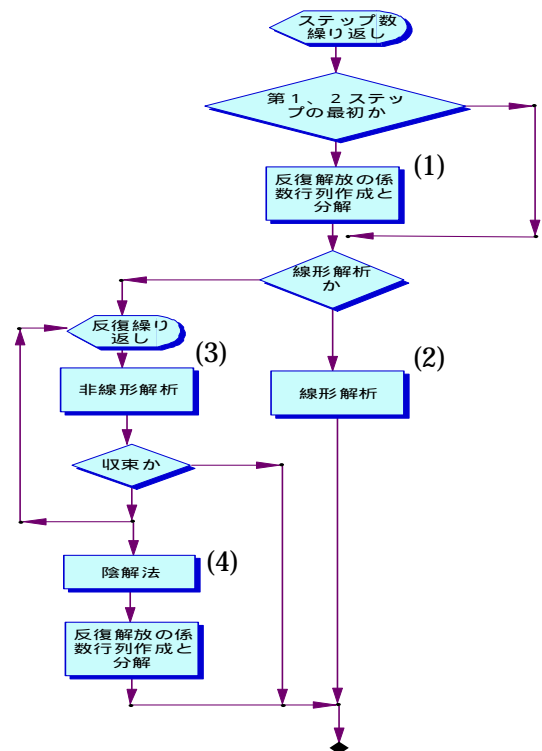 ステップ数
繰り返し
第1、2ステッ
プの最初か
(1)
反復解放の係
数行列作成と
分解
線形解析
か
反復繰り
返し
(3)
非線形解析
(2)
線形解析
収束か
(4)
陰解法
反復解放の係
数行列作成と
分解